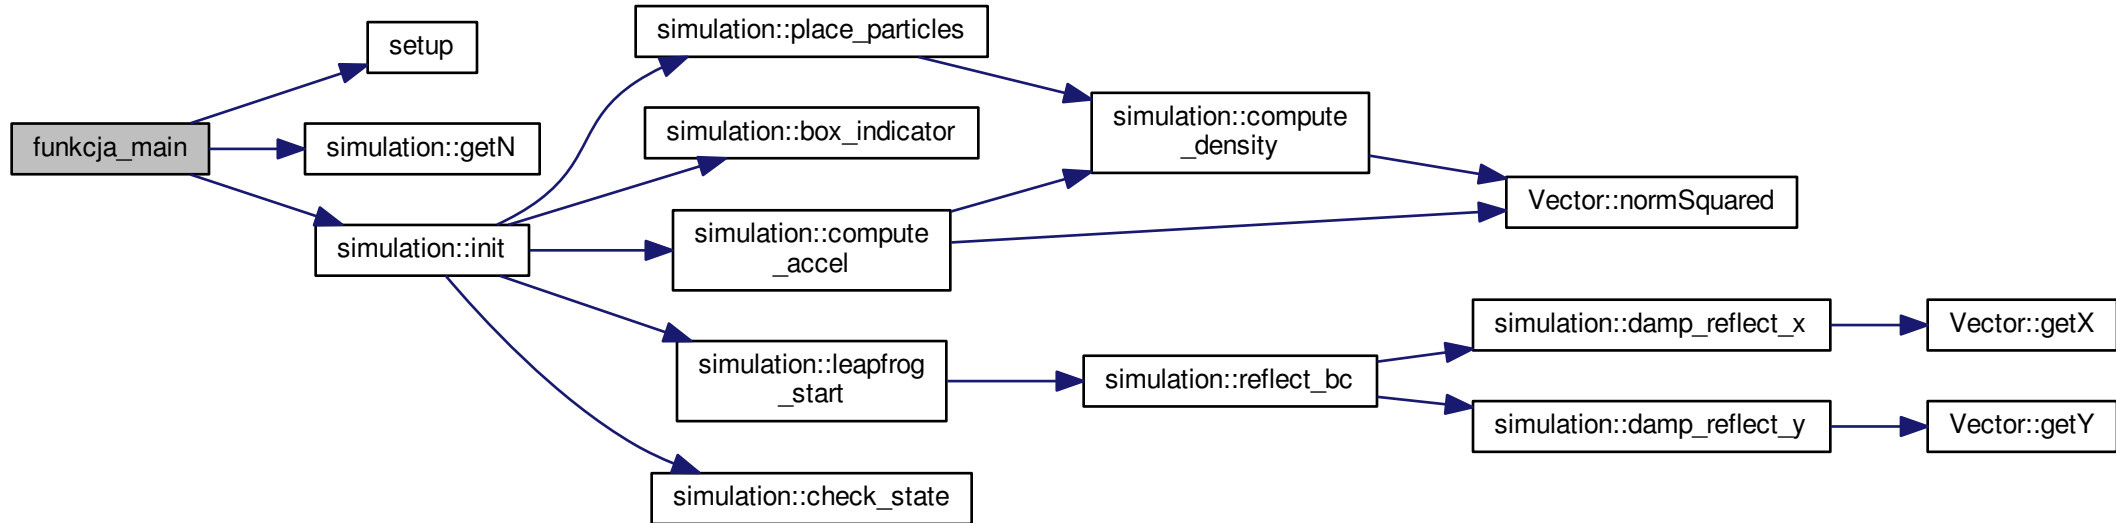 funkcja_main
setup
simulation::getN
simulation::init
simulation::place_particles
simulation::box_indicator
simulation::compute
_accel
simulation::leapfrog
_start
simulation::check_state
simulation::compute
_density
simulation::reflect_bc
Vector::normSquared
simulation::damp_reflect_x
simulation::damp_reflect_y
Vector::getX
Vector::getY